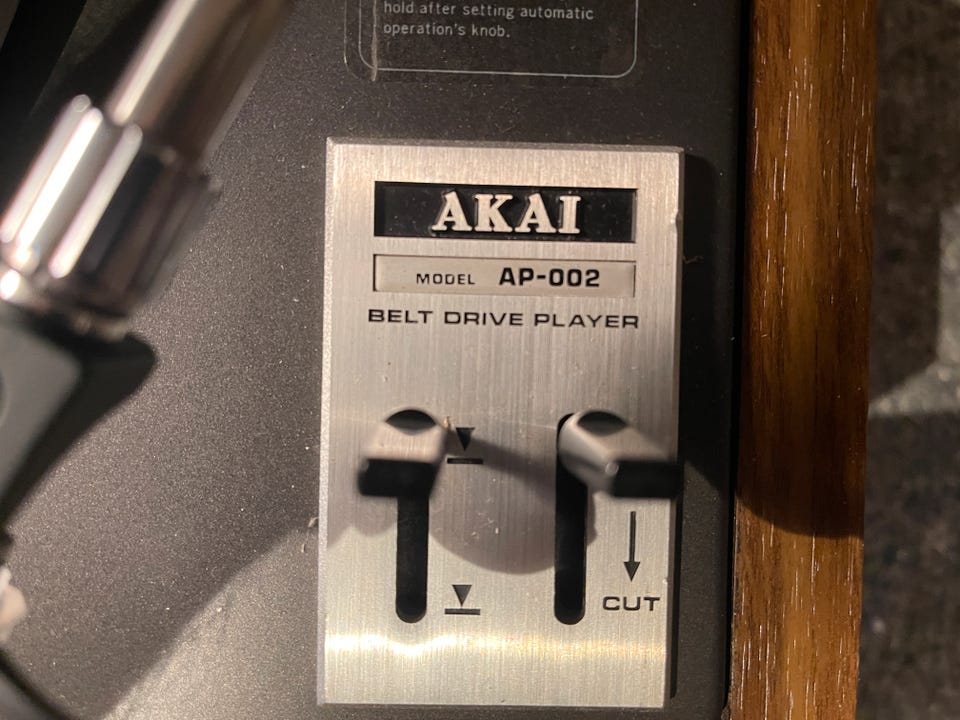 hold after setting automatic
operation's knob.
AKAI
MODEL AP-002
BELT DRIVE PLAYER
CUT